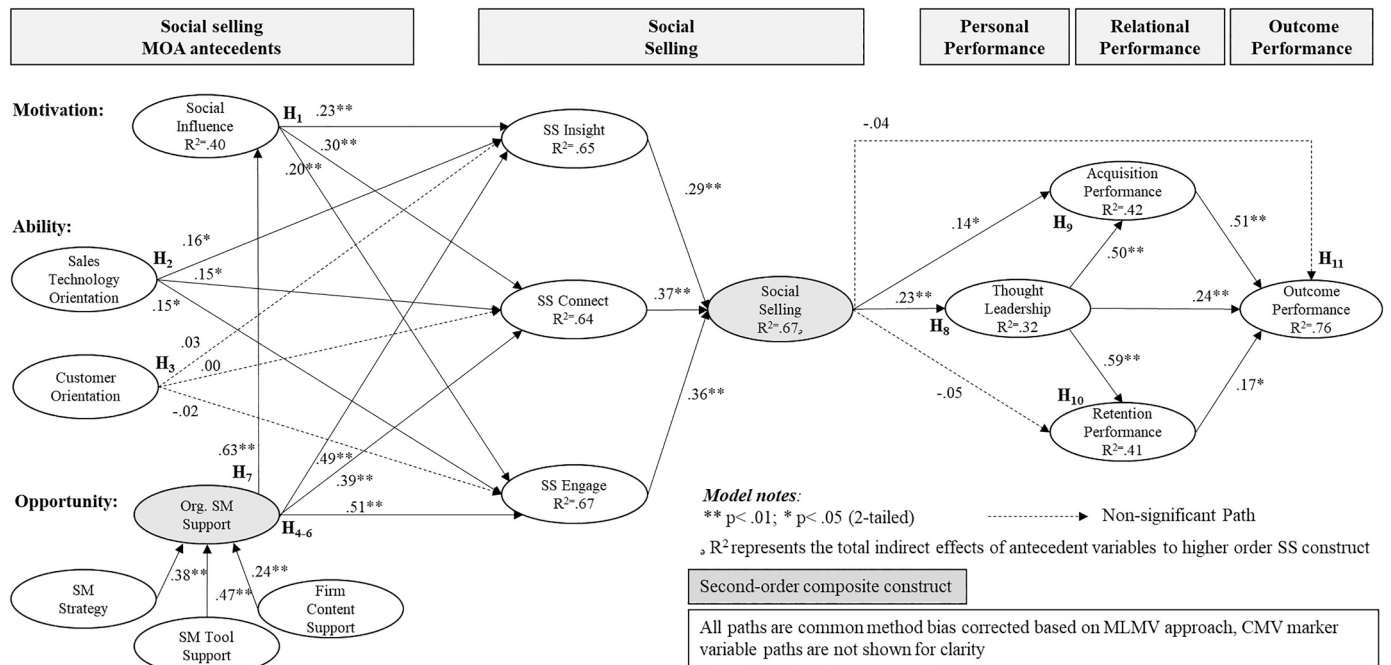 Social selling
MOA antecedents
Social
Selling
Personal
Performance
Relational
Performance
Outcome
Performance
Motivation:
Social
Influence
R²=.40
H1
.23**
.30**
.20**
SS Insight
R²=.65
-.04
.29**
Acquisition
Performance
R²=.42
H9
.14*
.51**
Ability:
Sales
Technology
Orientation
H2
.16*
.15*
.15*
SS Connect
R²=.64
.37**
Social
Selling
R²=.67
.23**
H8
Thought
Leadership
R²=.32
.50**
.24**
H11
Outcome
Performance
R²=.76
Customer
Orientation
H3
.03
.00
-.02
.36**
-.05
.59**
H10
Retention
Performance
R²=.41
.17*
.63**
H7
.49**
.39**
.51**
SS Engage
R²=.67
Opportunity:
Org. SM
Support
H4-6
.38**
.47**
.24**
SM
Strategy
SM Tool
Support
Firm
Content
Support
Model notes:
** p< .01; * p< .05 (2-tailed)
Non-significant Path
R² represents the total indirect effects of antecedent variables to higher order SS construct
Second-order composite construct
All paths are common method bias corrected based on MLMV approach, CMV marker
variable paths are not shown for clarity